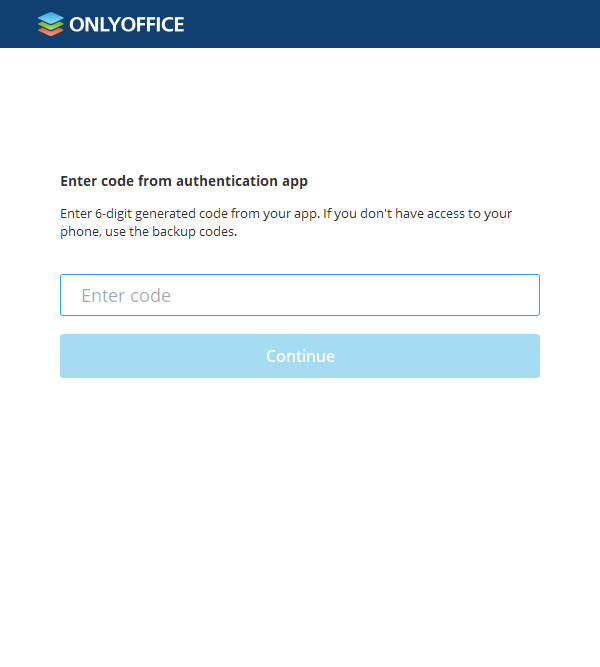 ONLYOFFICE
Enter code from authentication app
Enter 6-digit generated code from your app. If you don't have access to your
phone, use the backup codes.
Enter code
Continue